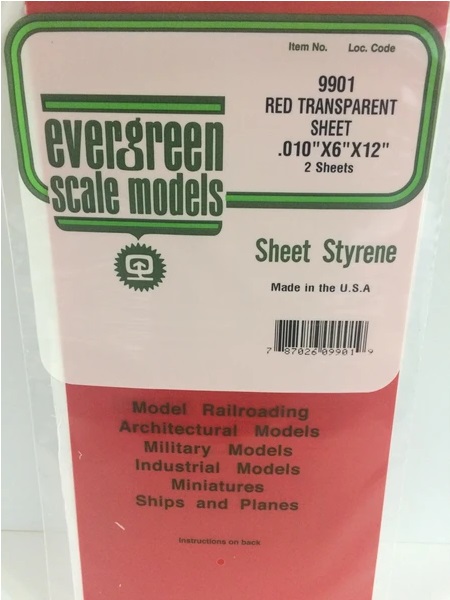 Item No. Loc. Code
9901
RED TRANSPARENT
SHEET
.010"X6"X12"
2 Sheets
evergreen
scale models
Sheet Styrene
Made in the U.S.A
7 87026 09901 9
Model Railroading
Architectural Models
Military Models
Industrial Models
Miniatures
Ships and Planes
Instructions on back